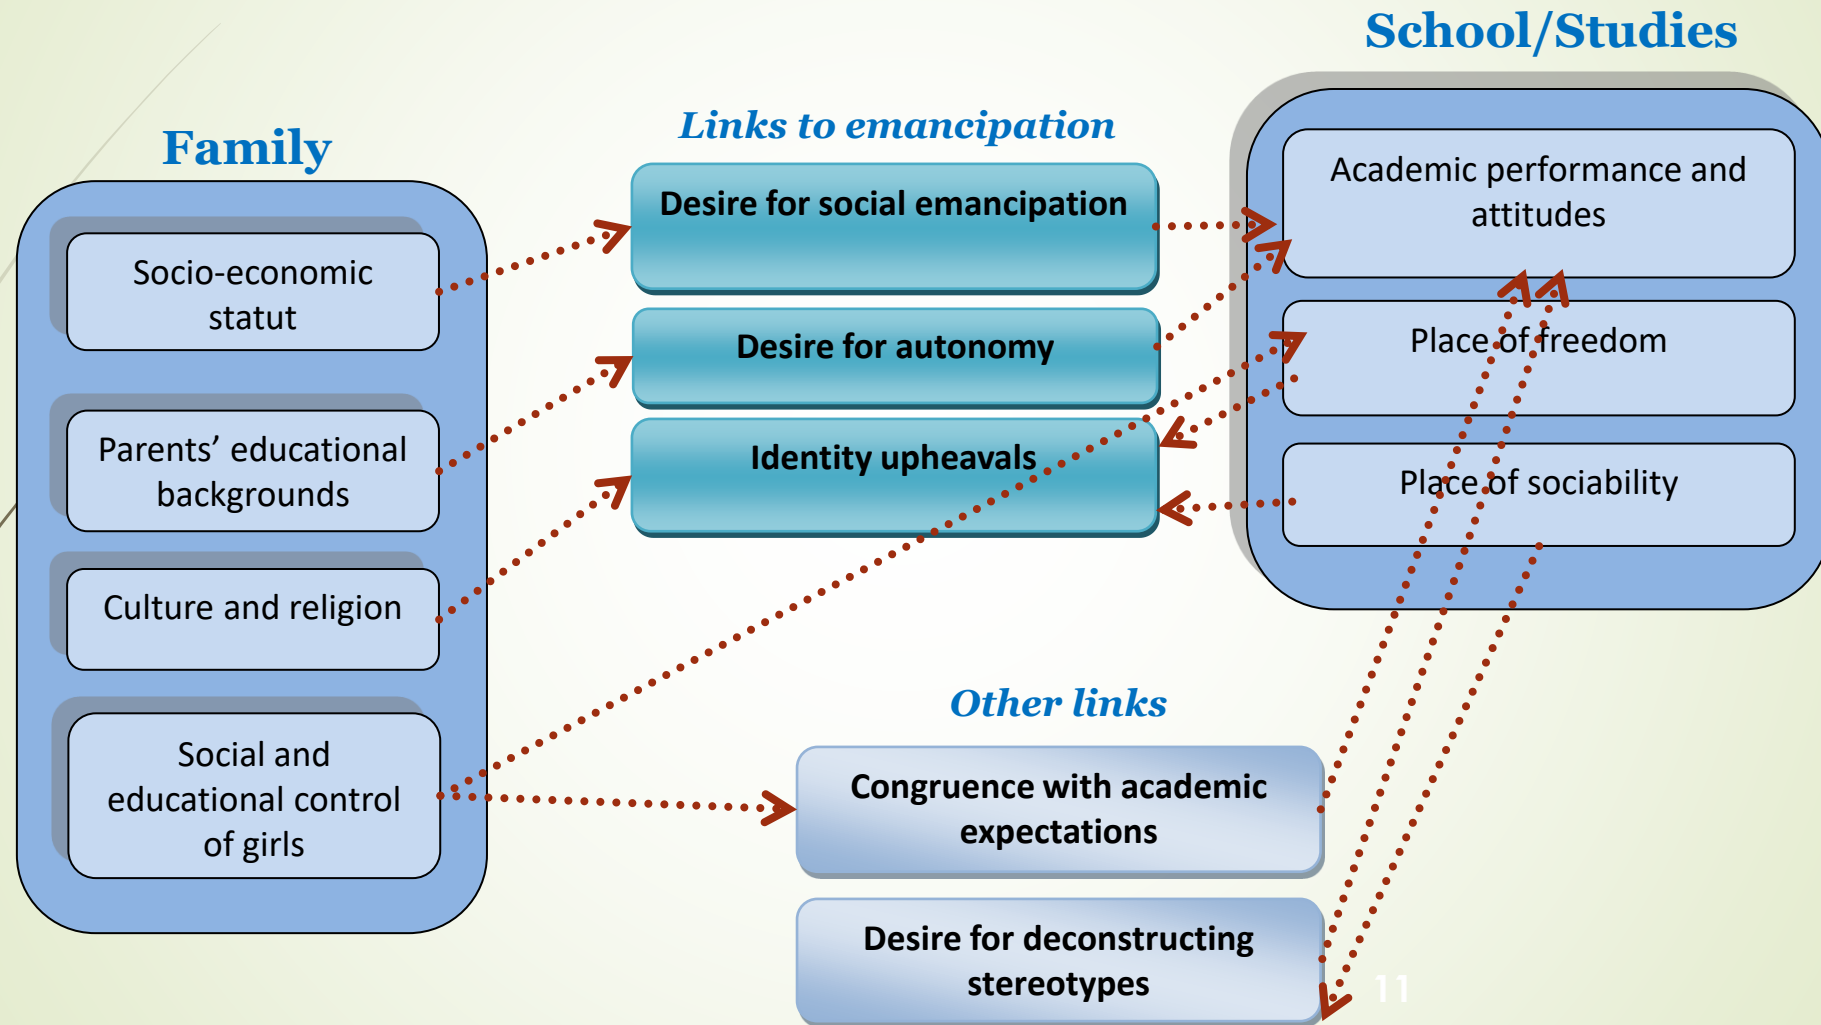 School/Studies
Family
Links to emancipation
Socio-economic
statut
Parents’ educational
backgrounds
Culture and religion
Social and
educational control
of girls
Desire for social emancipation
Desire for autonomy
Identity upheavals
Academic performance and
attitudes
Place of freedom
Place of sociability
Other links
Congruence with academic
expectations
Desire for deconstructing
stereotypes
11